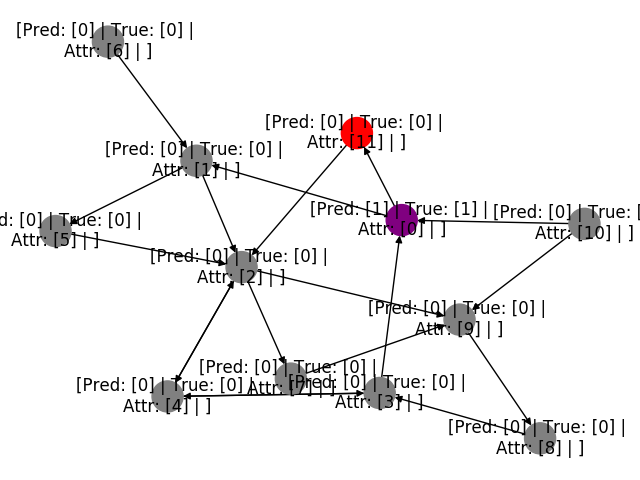 [Pred: [0] | True: [0] |
Attr: [6] | ]
[Pred: [0] | True: [0] |
Attr: [11] | ]
[Pred: [0] | True: [0] |
Attr: [1] | ]
[Pred: [1] | True: [1] |
Attr: [0] | ]
[Pred: [0] | True: [
Attr: [10] | ]
d: [0] | True: [0] |
Attr: [5] | ]
[Pred: [0] | True: [0] |
Attr: [2] | ]
[Pred: [0] | True: [0] |
Attr: [9] | ]
[Pred: [0] | True: [0] |
Attr: [7] | ]
[Pred: [0] | True: [0] |
Attr: [4] | ]
[Pred: [0] | True: [0] |
Attr: [3] | ]
[Pred: [0] | True: [0] |
Attr: [8] | ]